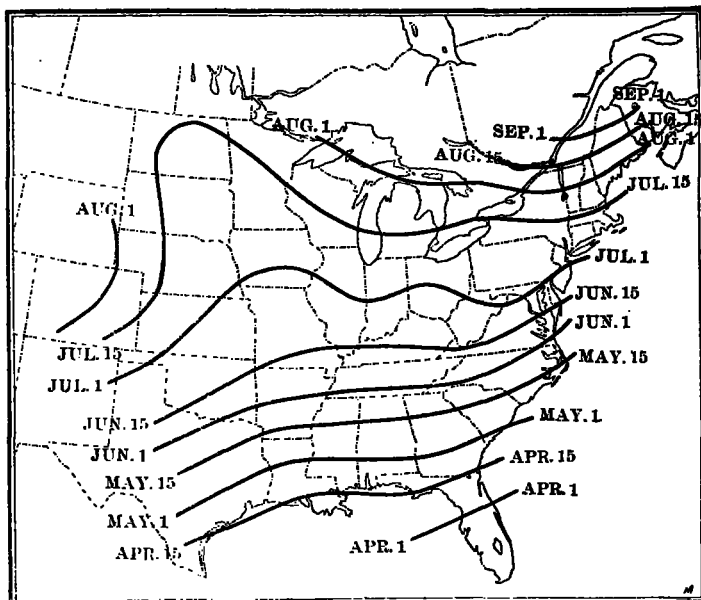 SEP. 1
AUG. 1
SEP. 1
AUG. 15
AUG. 1
AUG. 15
JUL. 15
AUG. 1
JUL. 1
JUN. 15
JUN. 1
JUL. 15
MAY. 15
JUL. 1
MAY. 1
JUN. 15
JUN. 1
APR. 15
MAY. 15
APR. 1
MAY. 1
APR. 15
APR. 1
M